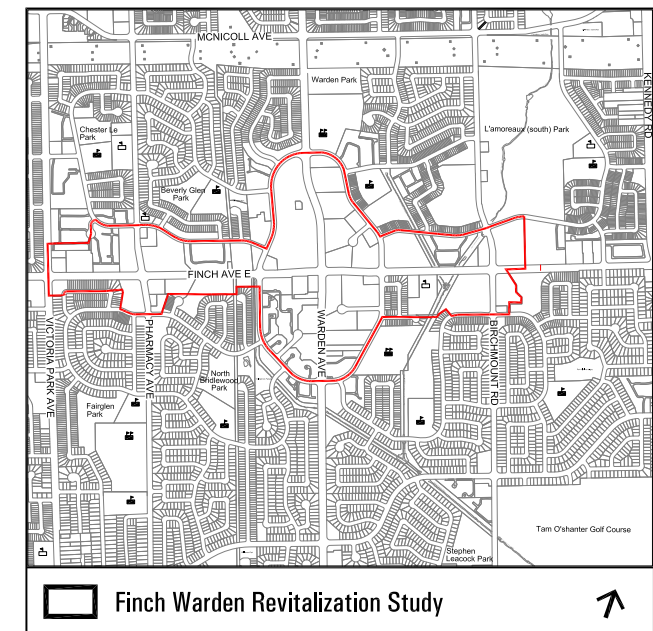 MCNICOLL AVE
KENNEDY RD
Warden Park
L'amoreaux (south) Park
Chester Le
Park
Beverly Glen
Park
FINCH AVE E
VICTORIA PARK AVE
PHARMACY AVE
WARDEN AVE
BIRCHMOUNT RD
North
Bridlewood
Park
Fairglen
Park
Tam O'shanter Golf Course
Stephen
Leacock Park
Finch Warden Revitalization Study